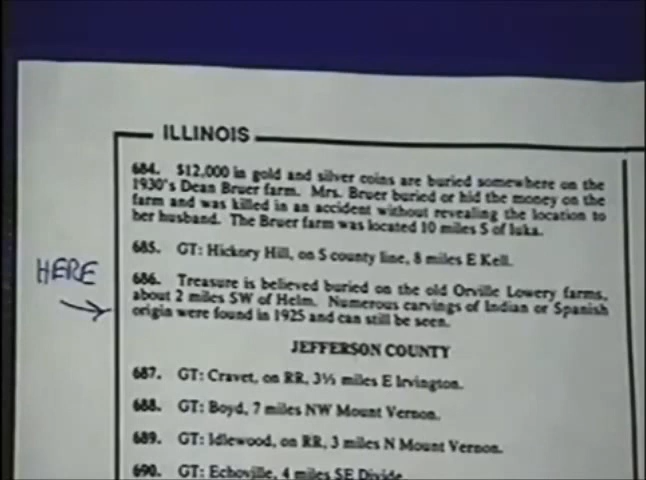 ILLINOIS
684. $12,000 in gold and silver coins are buried somewhere on the
1930's Dean Bruer farm. Mrs. Bruer buried or hid the money on the
farm and was killed in an accident without revealing the location to
her husband. The Bruer farm was located 10 miles S of Iuka.
685. GT: Hickory Hill, on S county line, 8 miles E Kell.
HERE
686. Treasure is believed buried on the old Orville Lowery farms,
about 2 miles SW of Helm. Numerous carvings of Indian or Spanish
origin were found in 1925 and can still be seen.
JEFFERSON COUNTY
687. GT: Cravet, on RR, 3½ miles E Irvington.
688. GT: Boyd, 7 miles NW Mount Vernon.
689. GT: Idlewood, on RR, 3 miles N Mount Vernon.
690. GT: Echoville, 4 miles SE Divide.